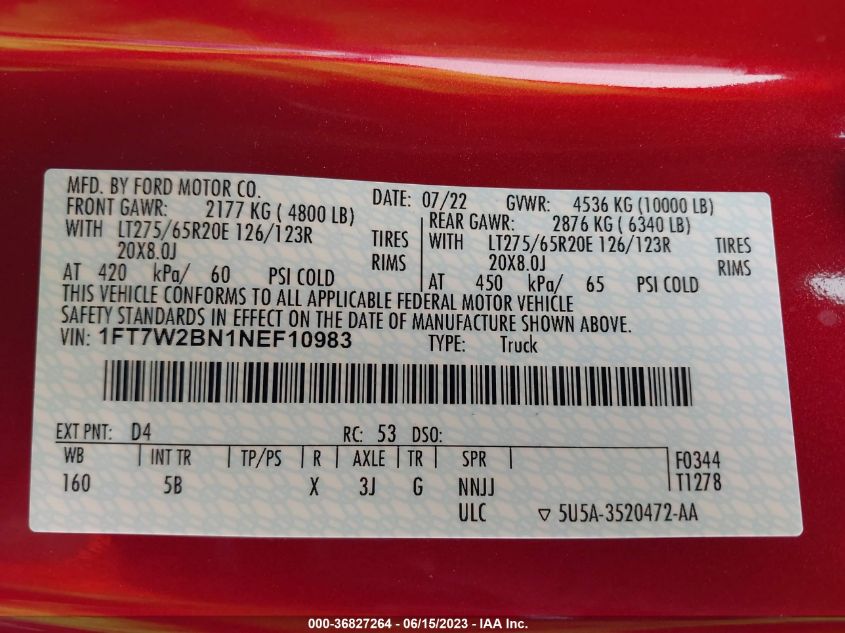 MFD. BY FORD MOTOR CO. DATE: 07/22 GVWR: 4536 KG (10000 LB)
FRONT GAWR: 2177 KG ( 4800 LB) REAR GAWR: 2876 KG ( 6340 LB)
WITH LT275/65R20E 126/123R TIRES WITH LT275/65R20E 126/123R TIRES
20X8.0J RIMS 20X8.0J RIMS
AT 420 kPa/ 60 PSI COLD AT 450 kPa/ 65 PSI COLD
THIS VEHICLE CONFORMS TO ALL APPLICABLE FEDERAL MOTOR VEHICLE
SAFETY STANDARDS IN EFFECT ON THE DATE OF MANUFACTURE SHOWN ABOVE.
VIN: 1FT7W2BN1NEF10983 TYPE: Truck
EXT PNT: D4 RC: 53 DSO:
WB INT TR TP/PS R AXLE TR SPR F0344
160 5B X 3J G NNJJ T1278
ULC ▽ 5U5A-3520472-AA
000-36827264 - 06/15/2023 - IAA Inc.